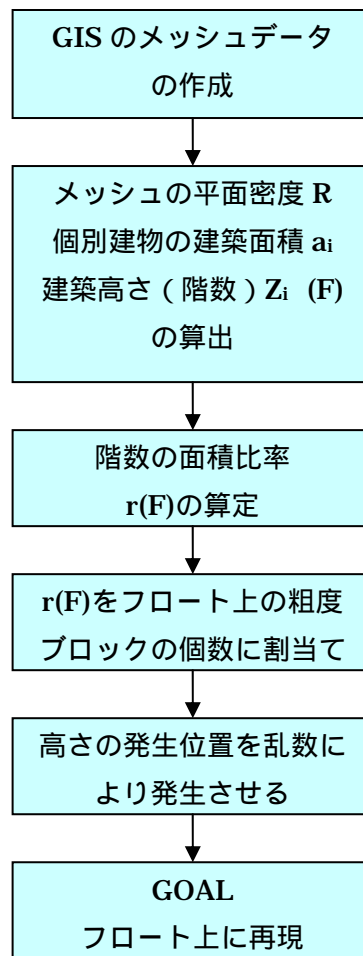 GIS のメッシュデータ
の作成
メッシュの平面密度 R
個別建物の建築面積 ai
建築高さ（階数）Zi (F)
の算出
階数の面積比率
r(F)の算定
r(F)をフロート上の粗度
ブロックの個数に割当て
高さの発生位置を乱数に
より発生させる
GOAL
フロート上に再現